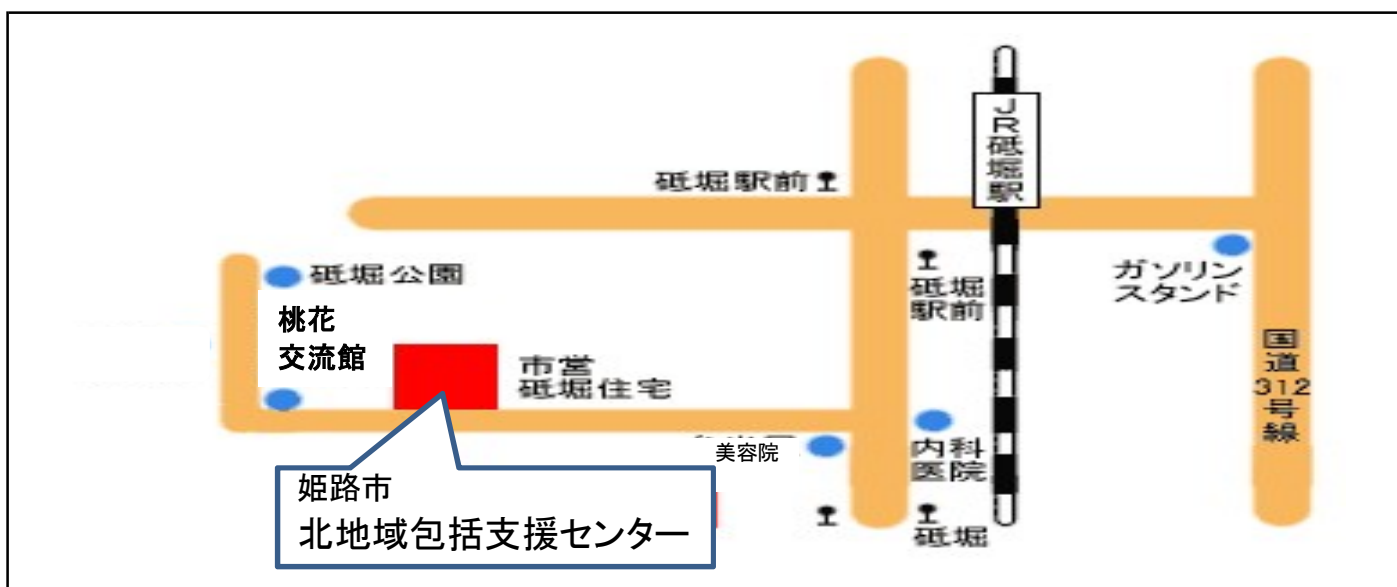 JR砥堀駅
砥堀駅前
砥堀公園
砥堀
駅前
ガソリン
スタンド
桃花
交流館
市営
砥堀住宅
国道
312
号線
美容院
内科
医院
姫路市
北地域包括支援センター
砥堀